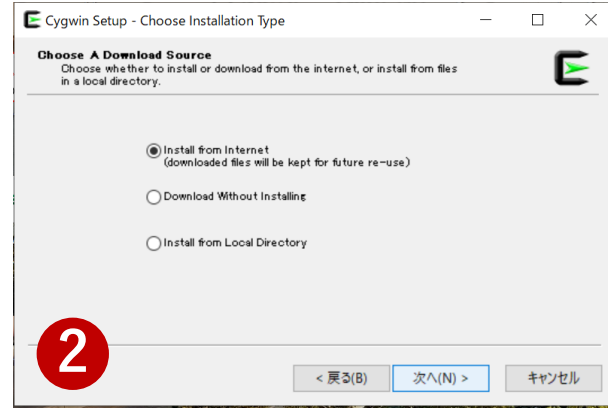 Cygwin Setup - Choose Installation Type
Choose A Download Source
Choose whether to install or download from the internet, or install from files
in a local directory.
Install from Internet
(downloaded files will be kept for future re-use)
Download Without Installing
Install from Local Directory
2
< 戻る(B)
次へ(N) >
キャンセル